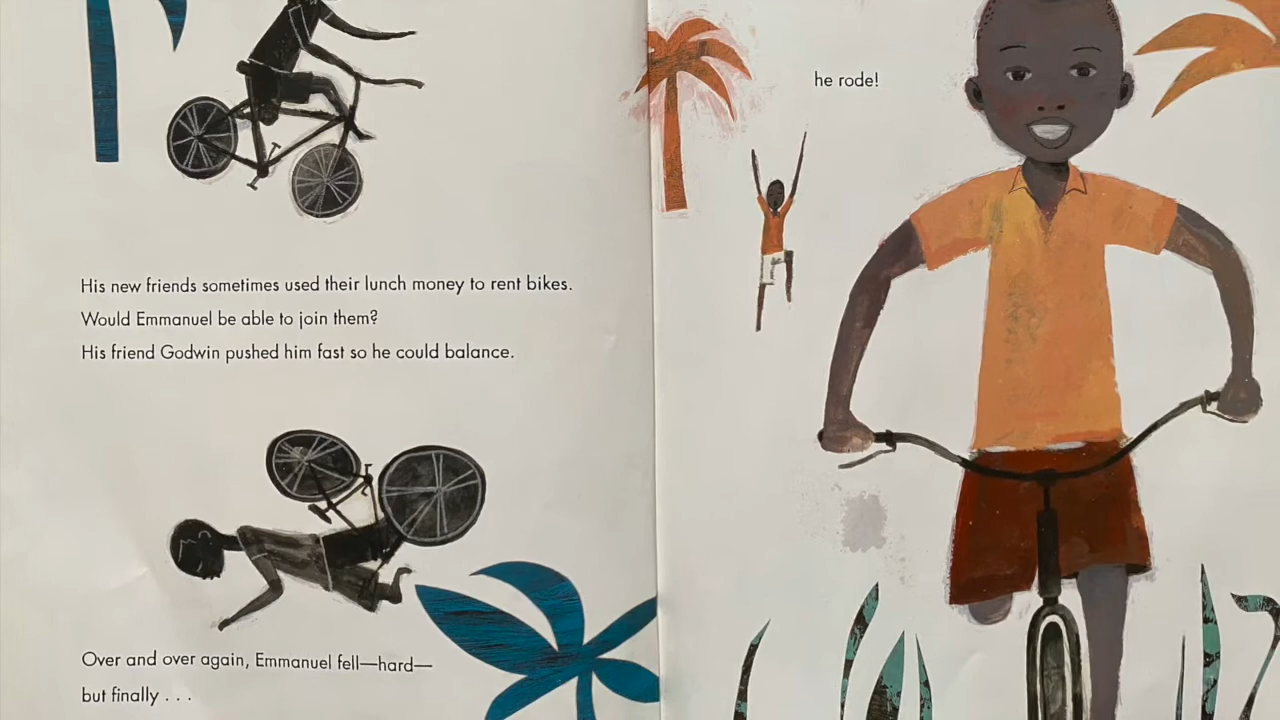 His new friends sometimes used their lunch money to rent bikes.
Would Emmanuel be able to join them?
His friend Godwin pushed him fast so he could balance.
Over and over again, Emmanuel fell—hard—
but finally . . .
he rode!